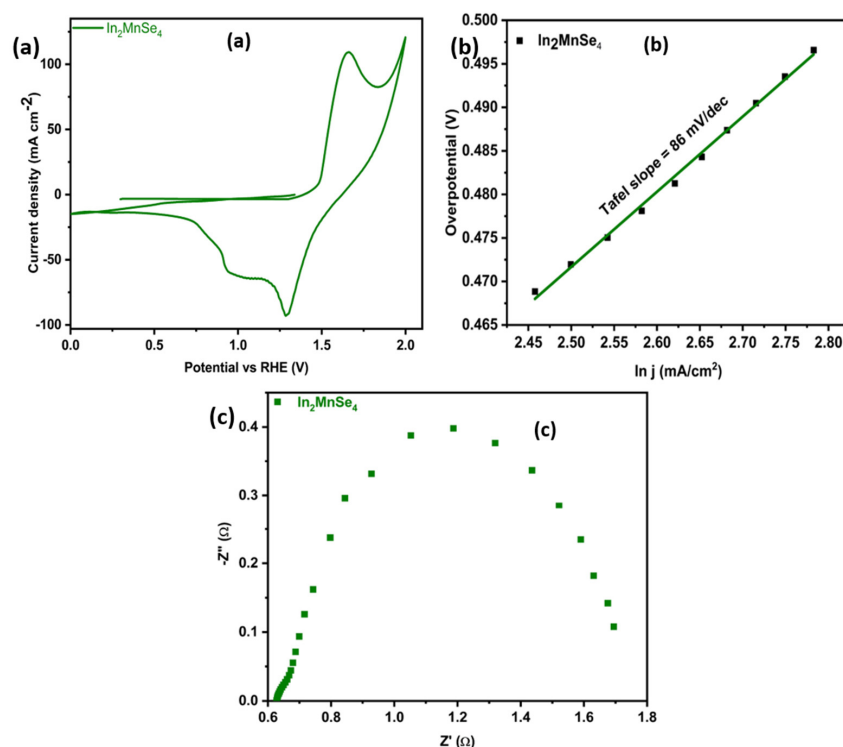 (a)
In₂MnSe₄
(a)
100
50
0
-50
-100
Current density (mA cm⁻²)
0.0 0.5 1.0 1.5 2.0
Potential vs RHE (V)
(b)
In₂MnSe₄
(b)
0.500
0.495
0.490
0.485
0.480
0.475
0.470
0.465
Overpotential (V)
Tafel slope = 86 mV/dec
2.45 2.50 2.55 2.60 2.65 2.70 2.75 2.80
ln j (mA/cm²)
(c)
In₂MnSe₄
(c)
0.4
0.3
0.2
0.1
0.0
-Z'' (Ω)
0.6 0.8 1.0 1.2 1.4 1.6 1.8
Z' (Ω)